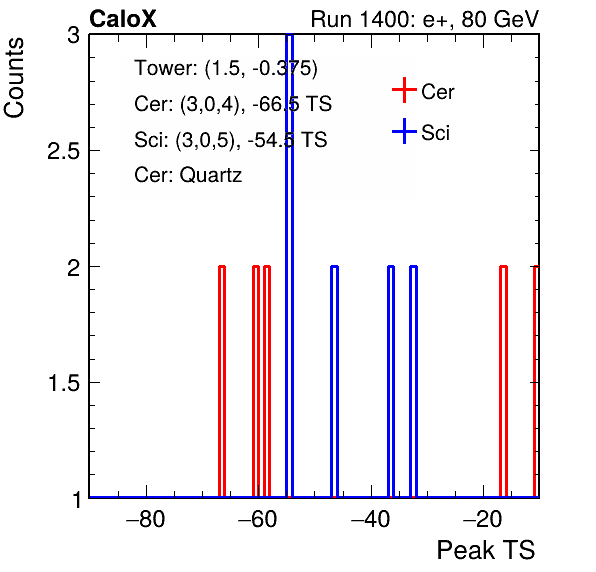 CaloX Run 1400: e+, 80 GeV
Counts
3
2.5
2
1.5
1
Tower: (1.5, -0.375)
Cer: (3,0,4), -66.5 TS
Sci: (3,0,5), -54.5 TS
Cer: Quartz
Cer
Sci
−80 −60 −40 −20
Peak TS